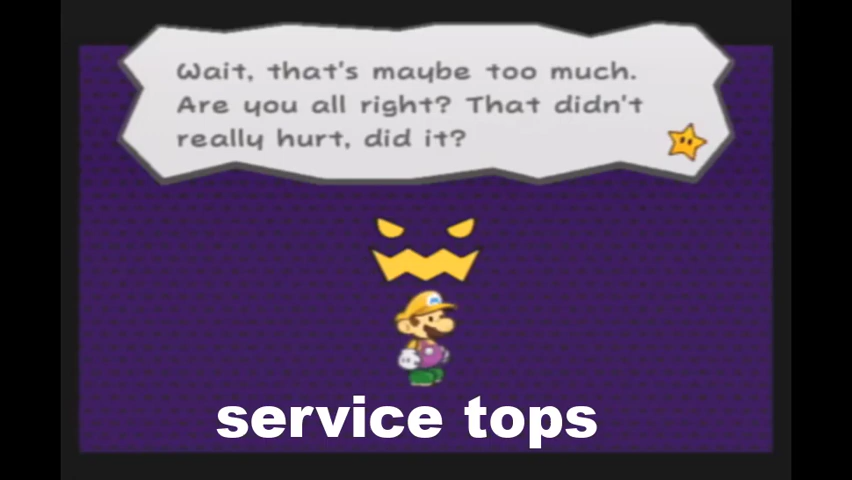 Wait, that's maybe too much.
Are you all right? That didn't
really hurt, did it?
service tops